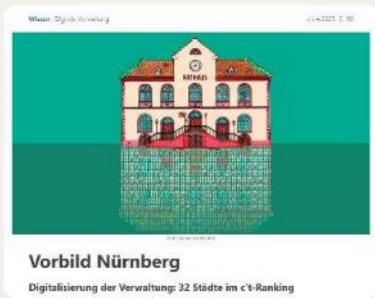 Wissen Digitale Verwaltung
RATHAUS
Vorbild Nürnberg
Digitalisierung der Verwaltung: 32 Städte im c't-Ranking